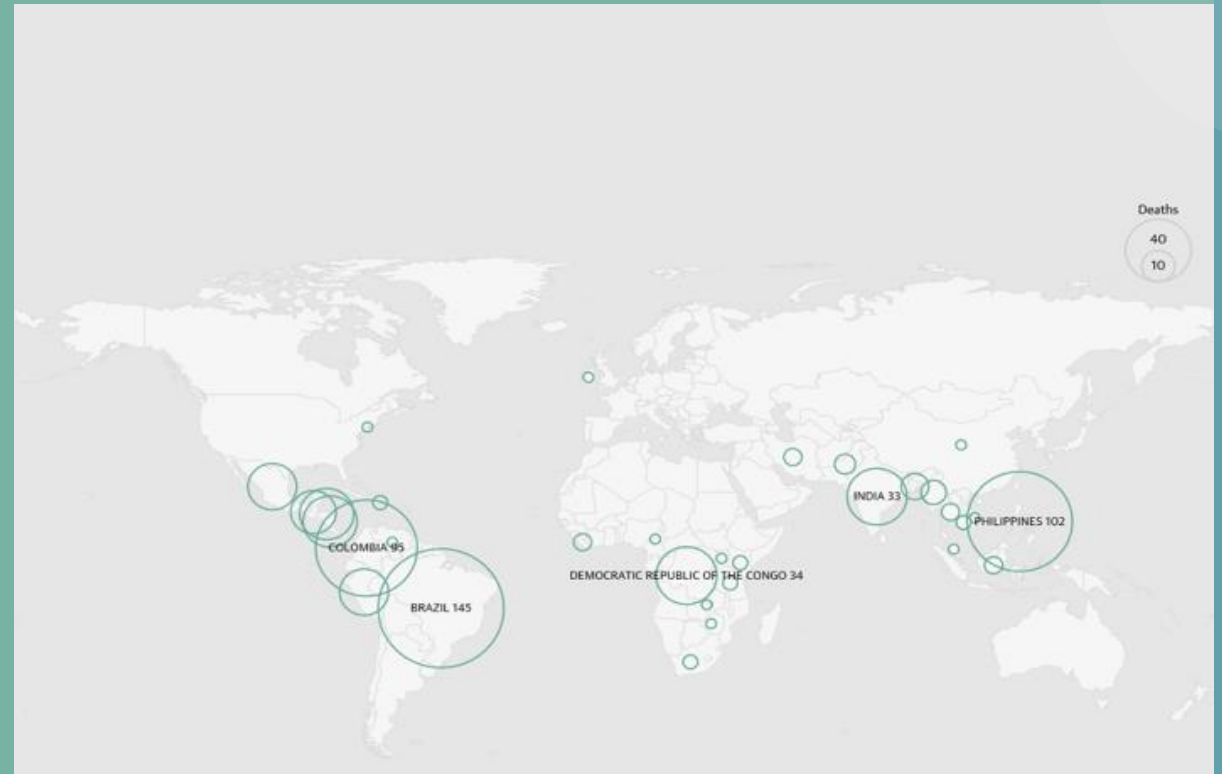 Deaths
40
10
INDIA 33
PHILIPPINES 102
COLOMBIA 95
DEMOCRATIC REPUBLIC OF THE CONGO 34
BRAZIL 145